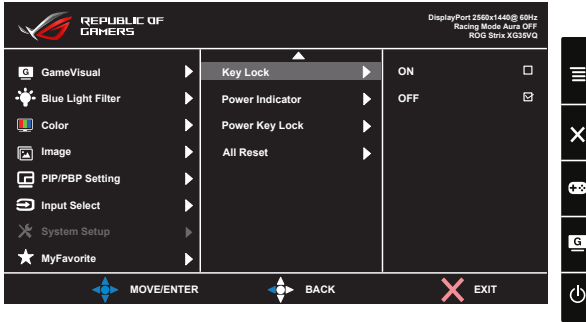 REPUBLIC OF
GAMERS
DisplayPort 2560x1440@ 60Hz
Racing Mode Aura OFF
ROG Strix XG35VQ
G GameVisual
Blue Light Filter
Color
Image
PIP/PBP Setting
Input Select
System Setup
MyFavorite
Key Lock
Power Indicator
Power Key Lock
All Reset
ON
OFF
MOVE/ENTER
BACK
EXIT
G